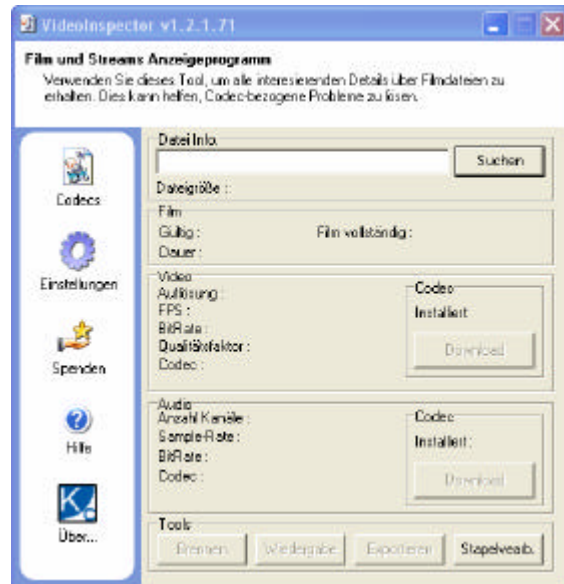 VideoInspector v1.2.1.71
Film und Streams Anzeigeprogramm
Verwenden Sie dieses Tool, um alle interesierenden Details über Filmdateien zu
erhalten. Dies kann helfen, Codec-bezogene Probleme zu lösen.
Codecs
Einstellungen
Spenden
Hilfe
Über...
Datei Info.
Suchen
Dateigröße :
Film
Gültig :
Film vollständig :
Dauer :
Video
Auflösung :
FPS :
BitRate :
Qualitätsfaktor :
Codec :
Codec
Installiert:
Download
Audio
Anzahl Kanäle :
Sample-Rate :
BitRate :
Codec :
Codec
Installiert :
Download
Tools
Brennen
Wiedergabe
Exportieren
Stapelvearb.